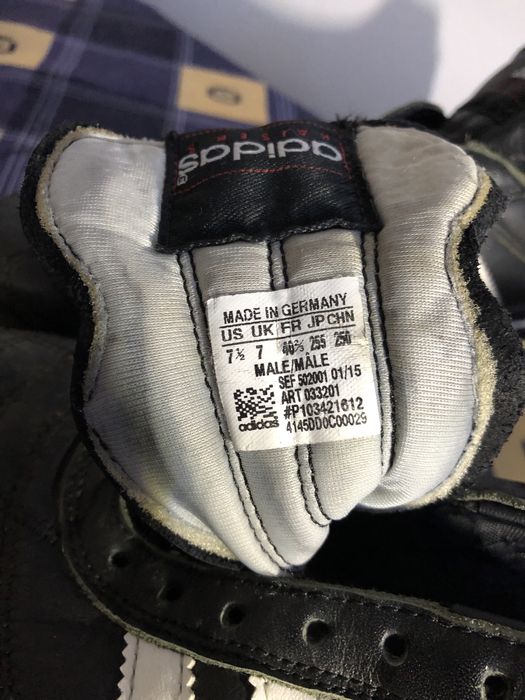 adidas
MADE IN GERMANY
US UK FR JP CHN
7½ 7 40⅔ 255 250
MALE/MÂLE
SEF 502001 01/15
ART 033201
#P103421612
4145DD0C00029
adidas